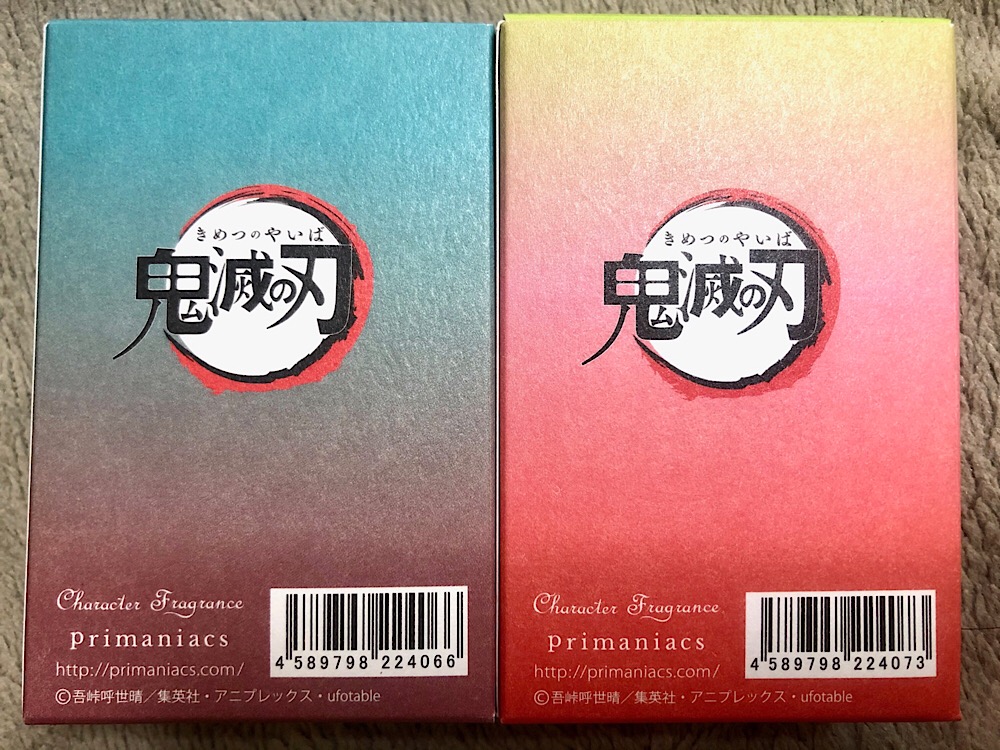 きめつのやいば
鬼滅の刃
Character Fragrance
primaniacs
http://primaniacs.com/
4 589798 224066
©吾峠呼世晴／集英社・アニプレックス・ufotable
きめつのやいば
鬼滅の刃
Character Fragrance
primaniacs
http://primaniacs.com/
4 589798 224073
©吾峠呼世晴／集英社・アニプレックス・ufotable